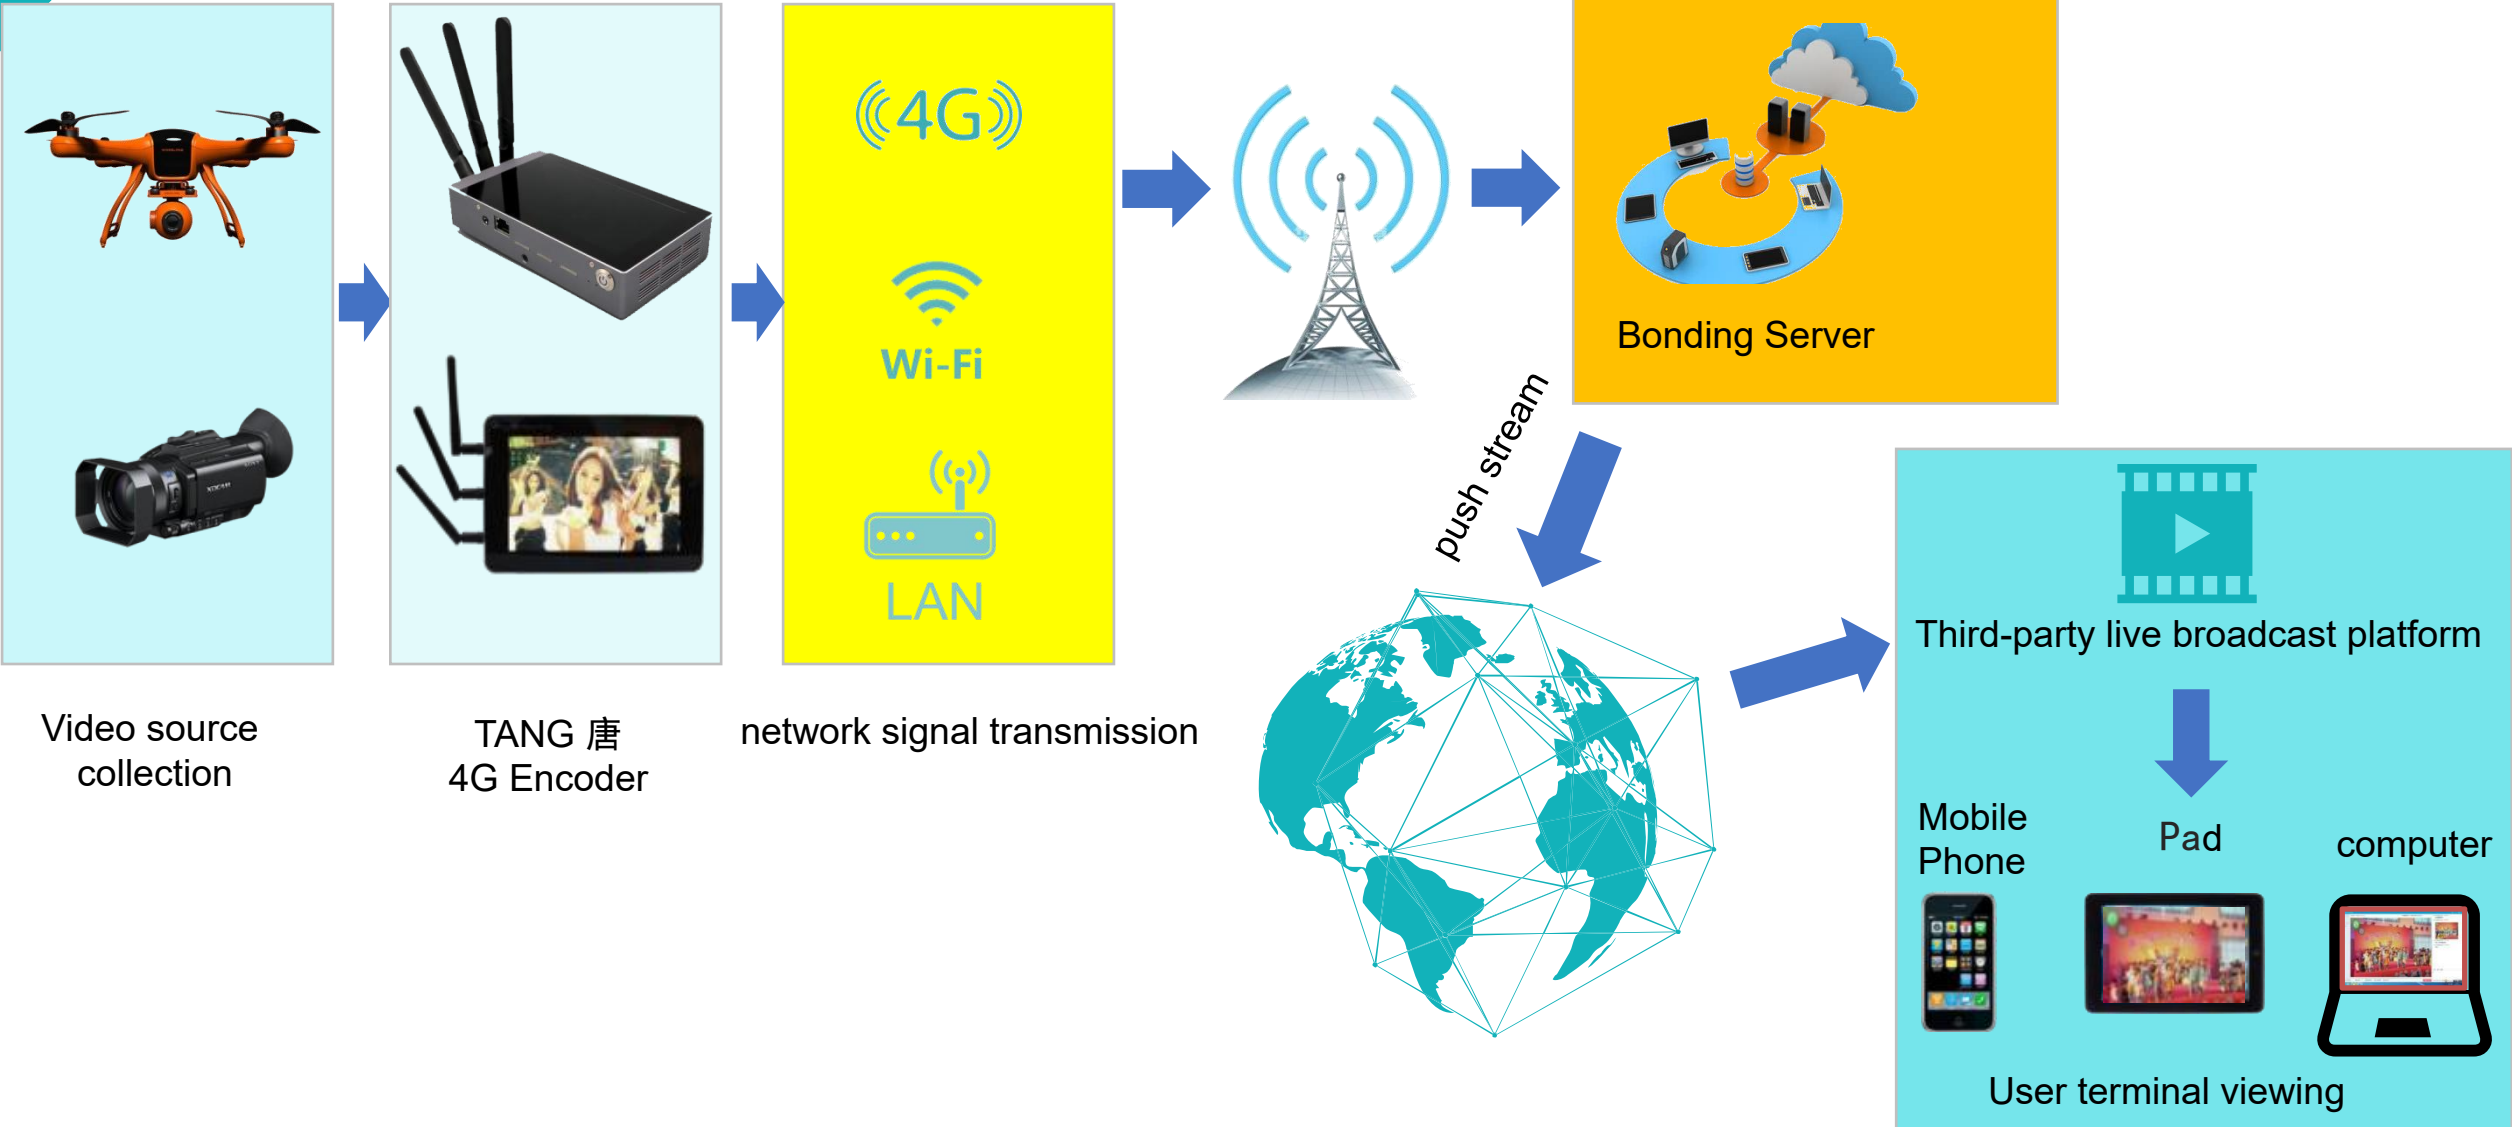 4G
Wi-Fi
LAN
Bonding Server
push stream
Video source
collection
TANG 唐
4G Encoder
network signal transmission
Third-party live broadcast platform
Mobile
Phone
Pad
computer
User terminal viewing
XDCAM